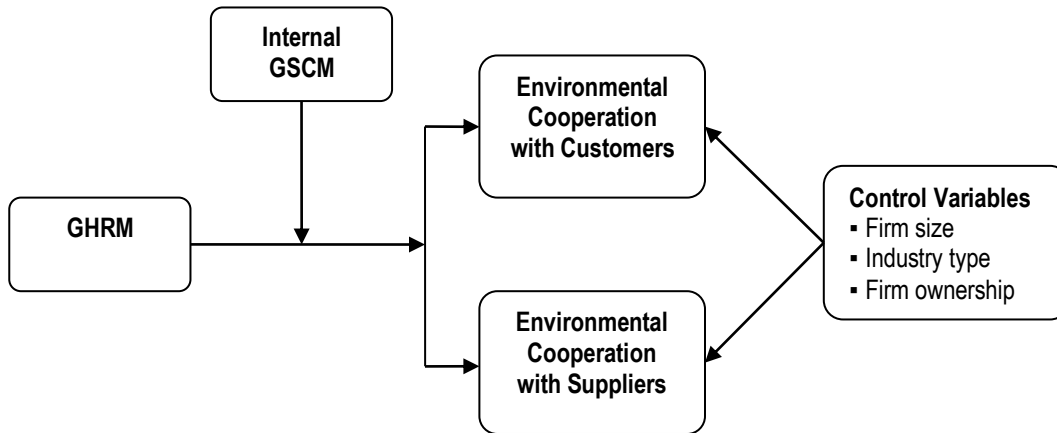 Internal
GSCM
Environmental
Cooperation
with Customers
GHRM
Control Variables
▪ Firm size
▪ Industry type
▪ Firm ownership
Environmental
Cooperation
with Suppliers